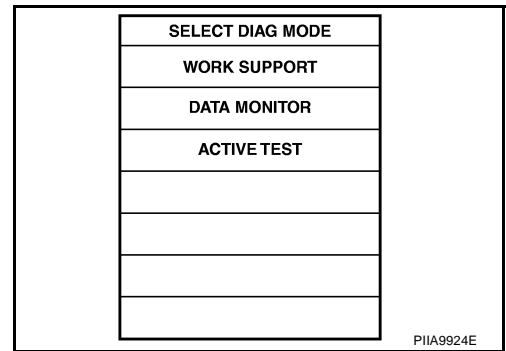 SELECT DIAG MODE
WORK SUPPORT
DATA MONITOR
ACTIVE TEST
PIIA9924E